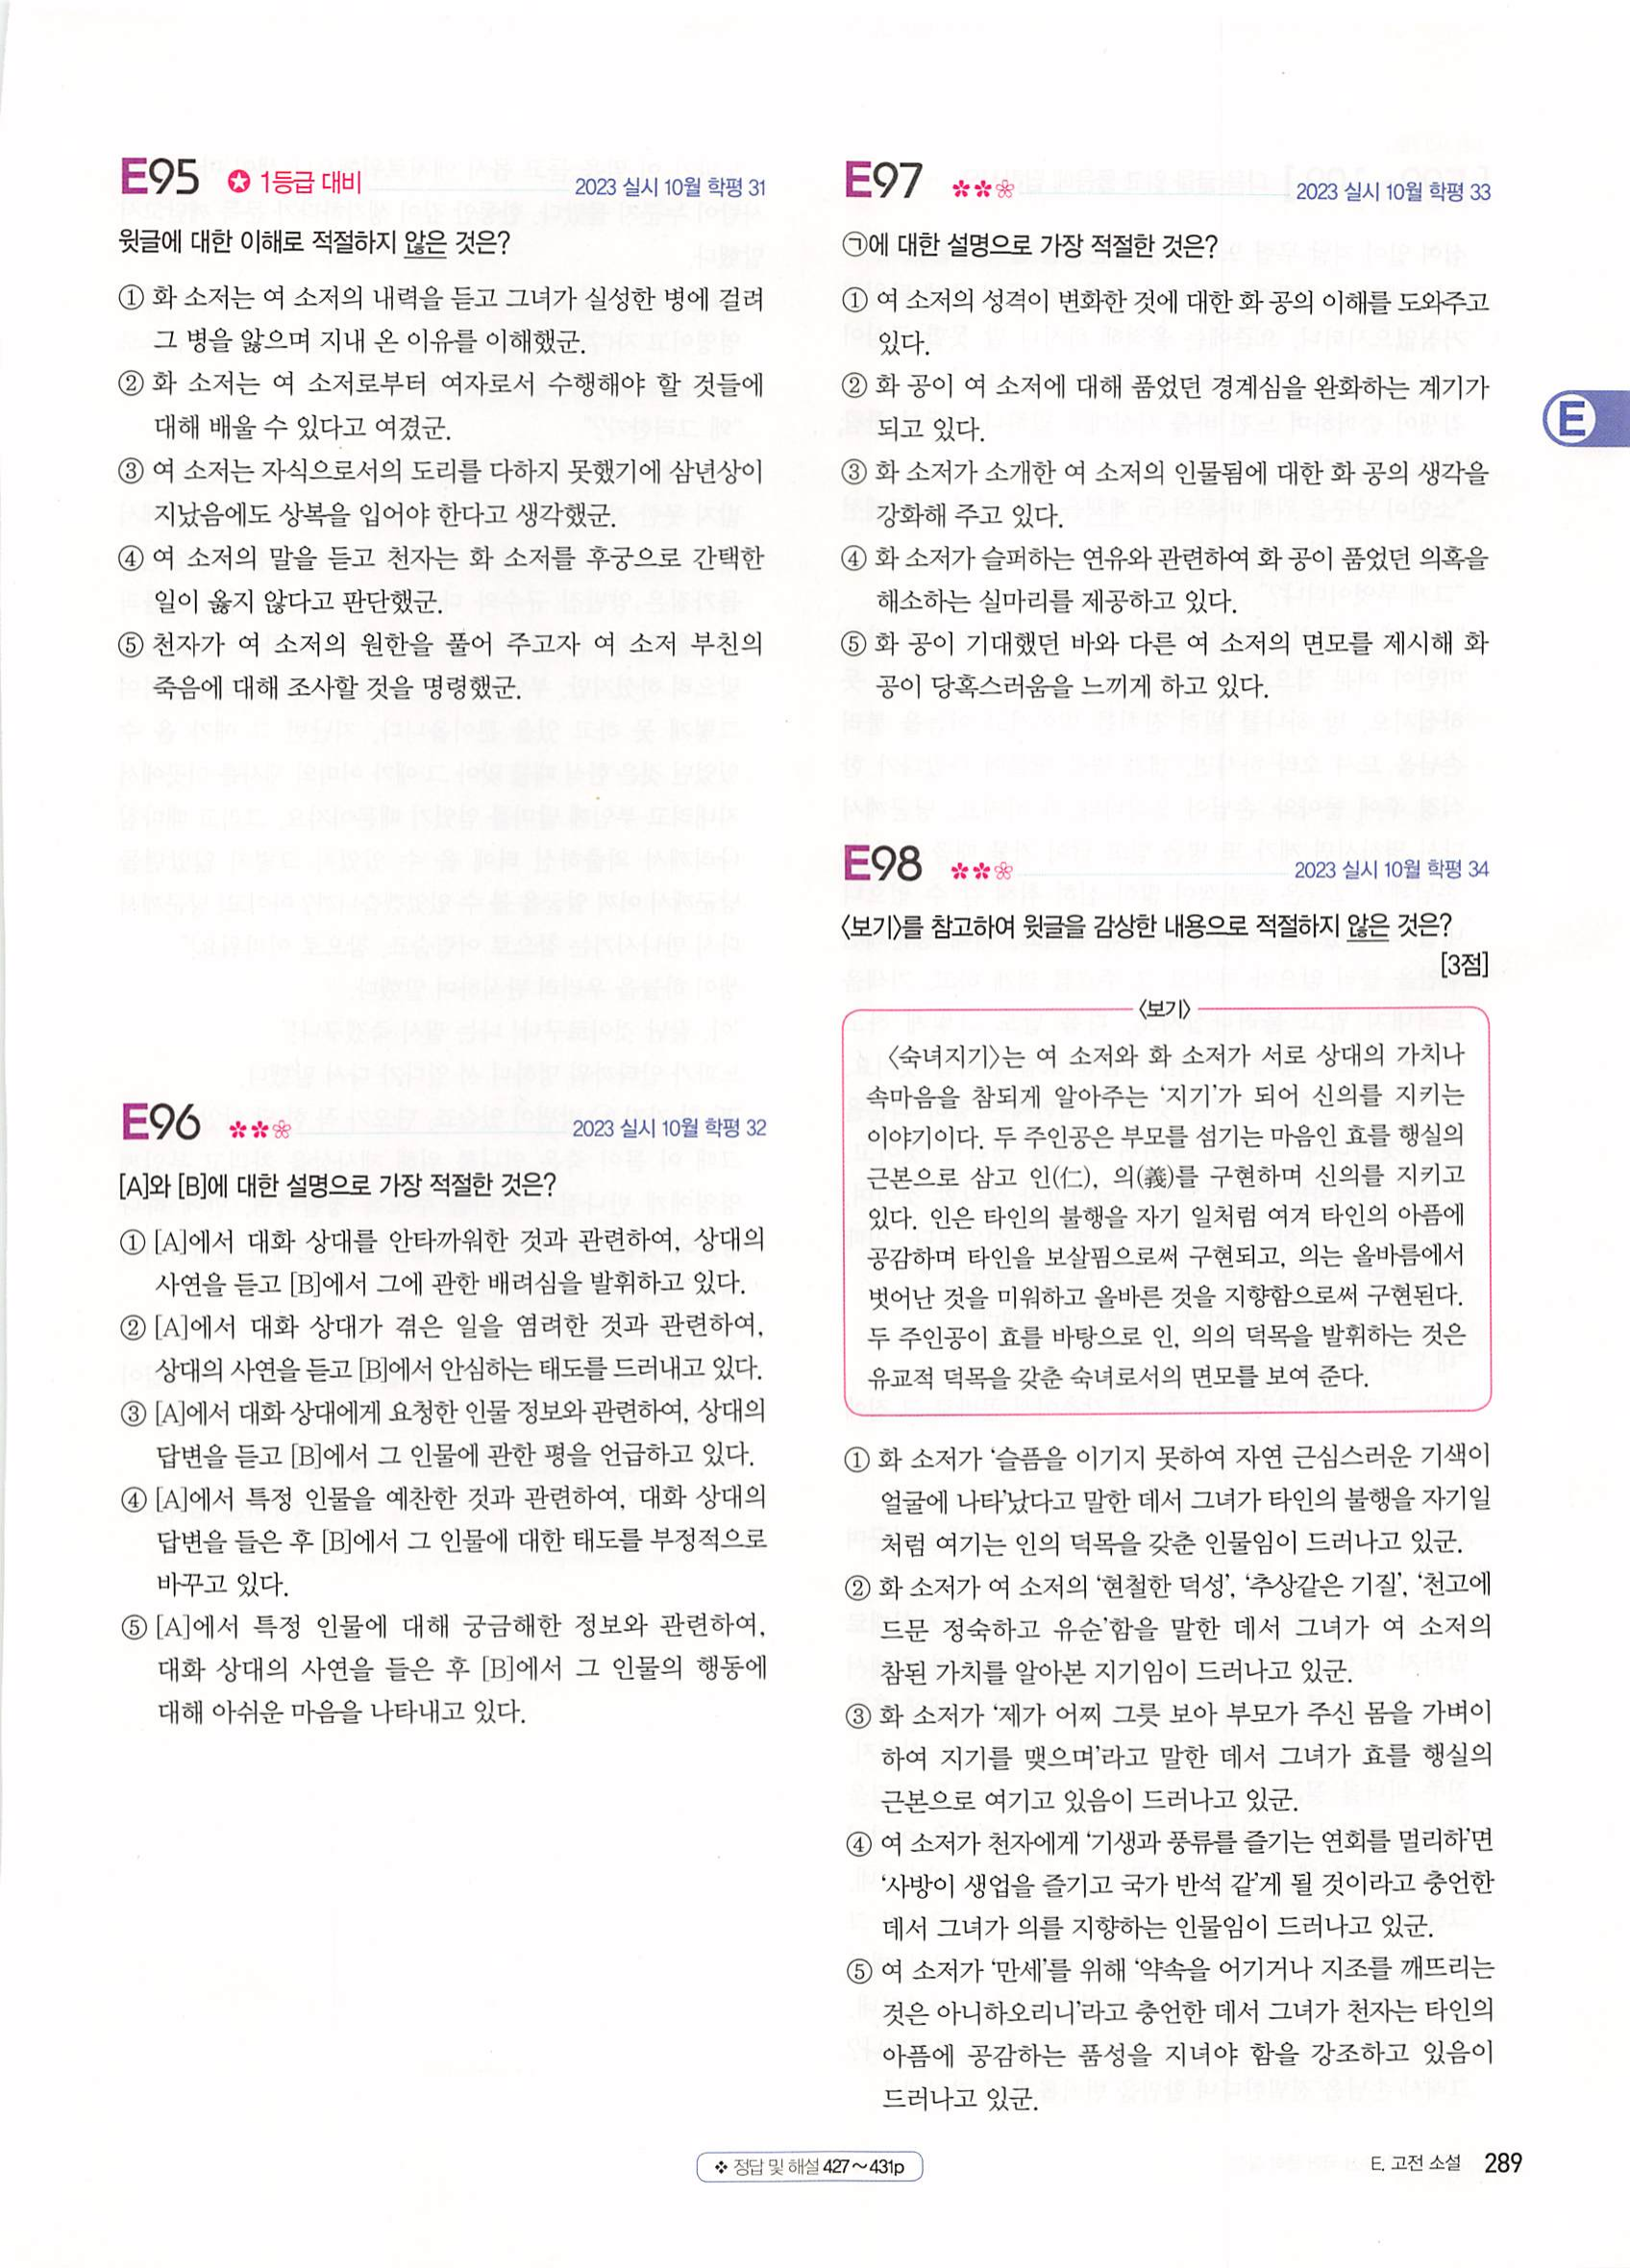 E95 1등급 대비 2023 실시 10월 학평 31
윗글에 대한 이해로 적절하지 않은 것은?
① 화 소저는 여 소저의 내력을 듣고 그녀가 실성한 병에 걸려
그 병을 앓으며 지내 온 이유를 이해했군.
② 화 소저는 여 소저로부터 여자로서 수행해야 할 것들에
대해 배울 수 있다고 여겼군.
③ 여 소저는 자식으로서의 도리를 다하지 못했기에 삼년상이
지났음에도 상복을 입어야 한다고 생각했군.
④ 여 소저의 말을 듣고 천자는 화 소저를 후궁으로 간택한
일이 옳지 않다고 판단했군.
⑤ 천자가 여 소저의 원한을 풀어 주고자 여 소저 부친의
죽음에 대해 조사할 것을 명령했군.
E96 2023 실시 10월 학평 32
[A]와 [B]에 대한 설명으로 가장 적절한 것은?
① [A]에서 대화 상대를 안타까워한 것과 관련하여, 상대의
사연을 듣고 [B]에서 그에 관한 배려심을 발휘하고 있다.
② [A]에서 대화 상대가 겪은 일을 염려한 것과 관련하여,
상대의 사연을 듣고 [B]에서 안심하는 태도를 드러내고 있다.
③ [A]에서 대화 상대에게 요청한 인물 정보와 관련하여, 상대의
답변을 듣고 [B]에서 그 인물에 관한 평을 언급하고 있다.
④ [A]에서 특정 인물을 예찬한 것과 관련하여, 대화 상대의
답변을 들은 후 [B]에서 그 인물에 대한 태도를 부정적으로
바꾸고 있다.
⑤ [A]에서 특정 인물에 대해 궁금해한 정보와 관련하여,
대화 상대의 사연을 들은 후 [B]에서 그 인물의 행동에
대해 아쉬운 마음을 나타내고 있다.
E97 2023 실시 10월 학평 33
㉠에 대한 설명으로 가장 적절한 것은?
① 여 소저의 성격이 변화한 것에 대한 화 공의 이해를 도와주고
있다.
② 화 공이 여 소저에 대해 품었던 경계심을 완화하는 계기가
되고 있다.
③ 화 소저가 소개한 여 소저의 인물됨에 대한 화 공의 생각을
강화해 주고 있다.
④ 화 소저가 슬퍼하는 연유와 관련하여 화 공이 품었던 의혹을
해소하는 실마리를 제공하고 있다.
⑤ 화 공이 기대했던 바와 다른 여 소저의 면모를 제시해 화
공이 당혹스러움을 느끼게 하고 있다.
E98 2023 실시 10월 학평 34
<보기>를 참고하여 윗글을 감상한 내용으로 적절하지 않은 것은?
[3점]
<보기>
<숙녀지기>는 여 소저와 화 소저가 서로 상대의 가치나
속마음을 참되게 알아주는 ‘지기’가 되어 신의를 지키는
이야기이다. 두 주인공은 부모를 섬기는 마음인 효를 행실의
근본으로 삼고 인(仁), 의(義)를 구현하며 신의를 지키고
있다. 인은 타인의 불행을 자기 일처럼 여겨 타인의 아픔에
공감하며 타인을 보살핌으로써 구현되고, 의는 올바름에서
벗어난 것을 미워하고 올바른 것을 지향함으로써 구현된다.
두 주인공이 효를 바탕으로 인, 의의 덕목을 발휘하는 것은
유교적 덕목을 갖춘 숙녀로서의 면모를 보여 준다.
① 화 소저가 ‘슬픔을 이기지 못하여 자연 근심스러운 기색이
얼굴에 나타’났다고 말한 데서 그녀가 타인의 불행을 자기일
처럼 여기는 인의 덕목을 갖춘 인물임이 드러나고 있군.
② 화 소저가 여 소저의 ‘현철한 덕성’, ‘추상같은 기질’, ‘천고에
드문 정숙하고 유순’함을 말한 데서 그녀가 여 소저의
참된 가치를 알아본 지기임이 드러나고 있군.
③ 화 소저가 ‘제가 어찌 그릇 보아 부모가 주신 몸을 가벼이
하여 지기를 맺으며’라고 말한 데서 그녀가 효를 행실의
근본으로 여기고 있음이 드러나고 있군.
④ 여 소저가 천자에게 ‘기생과 풍류를 즐기는 연회를 멀리하’면
‘사방이 생업을 즐기고 국가 반석 같’게 될 것이라고 충언한
데서 그녀가 의를 지향하는 인물임이 드러나고 있군.
⑤ 여 소저가 ‘만세’를 위해 ‘약속을 어기거나 지조를 깨뜨리는
것은 아니하오리니’라고 충언한 데서 그녀가 천자는 타인의
아픔에 공감하는 품성을 지녀야 함을 강조하고 있음이
드러나고 있군.
E
❖ 정답 및 해설 427～431p
E. 고전 소설 289